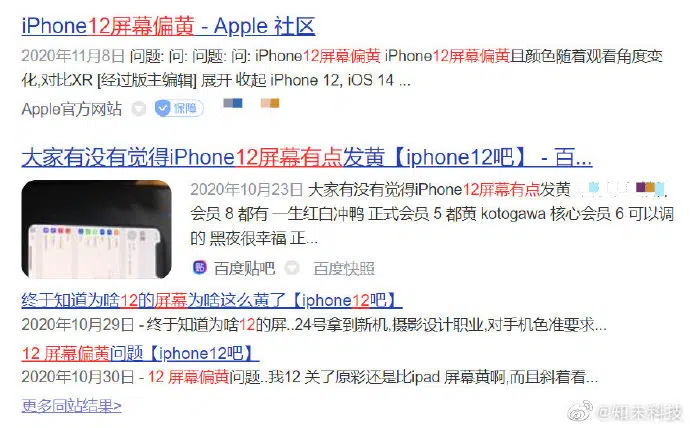 iPhone12屏幕偏黄 - Apple 社区
2020年11月8日 问题: 问: 问题: 问: iPhone12屏幕偏黄 iPhone12屏幕偏黄且颜色随着观看角度变
化,对比XR [经过版主编辑] 展开 收起 iPhone 12, iOS 14 ...
Apple官方网站 保障
大家有没有觉得iPhone12屏幕有点发黄【iphone12吧】 - 百...
2020年10月23日 大家有没有觉得iPhone12屏幕有点发黄
会员 8 都有 一生红白冲鸭 正式会员 5 都黄 kotogawa 核心会员 6 可以调
的 黑夜很幸福 正...
百度贴吧 百度快照
终于知道为啥12的屏幕为啥这么黄了【iphone12吧】
2020年10月29日 - 终于知道为啥12的屏..24号拿到新机,摄影设计职业,对手机色准要求...
12 屏幕偏黄问题【iphone12吧】
2020年10月30日 - 12 屏幕偏黄问题..我12 关了原彩还是比ipad 屏幕黄啊,而且斜着看...
更多同站结果>
@知未科技